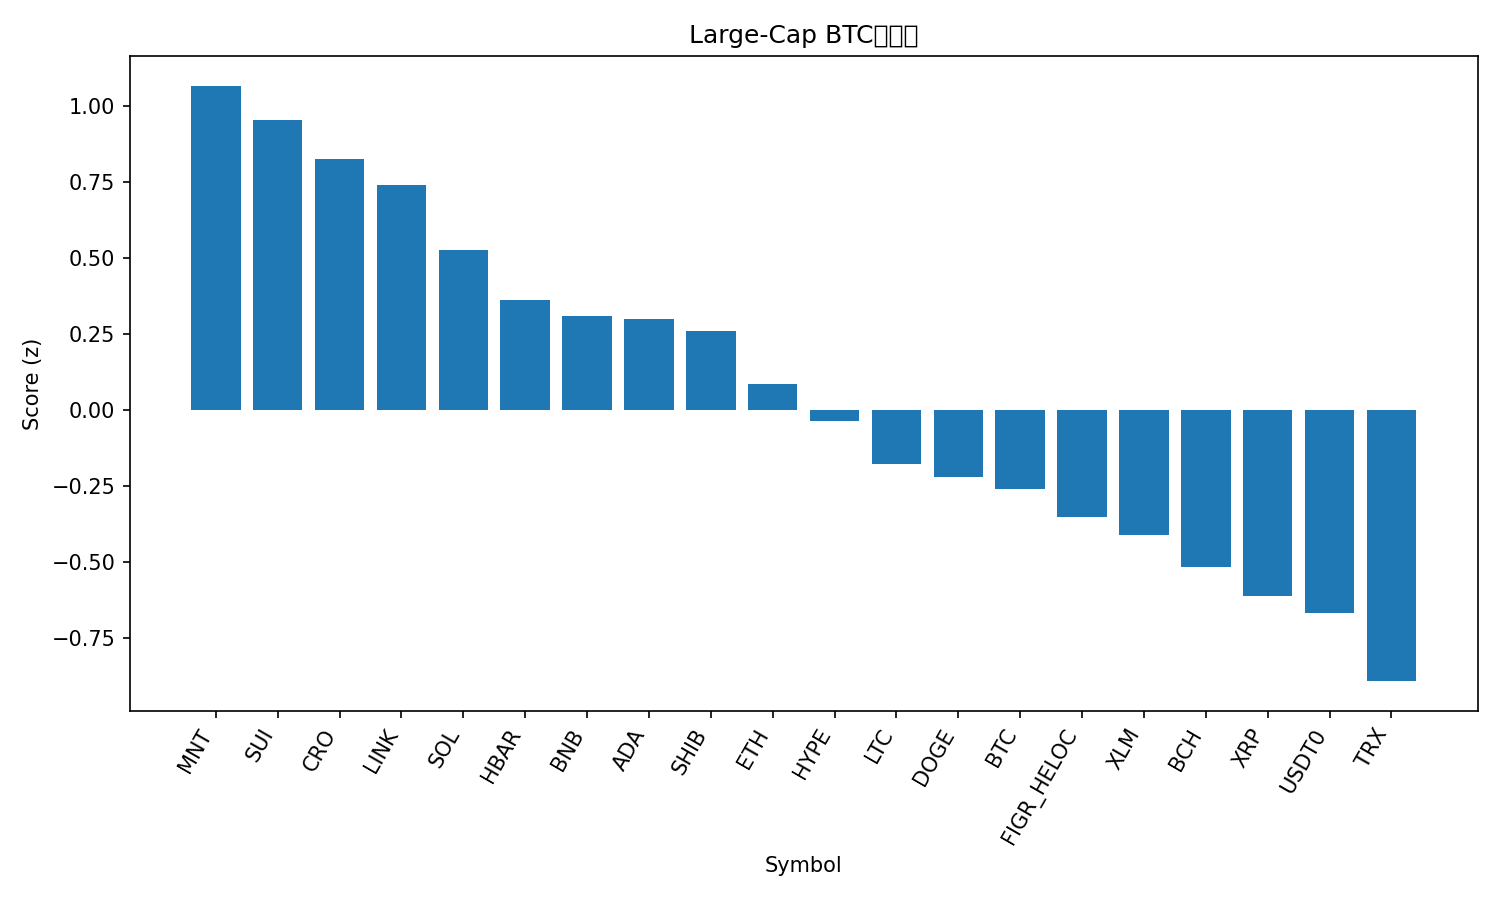 Large-Cap BTC
1.00
0.75
0.50
0.25
0.00
−0.25
−0.50
−0.75
Score (z)
MNT
SUI
CRO
LINK
SOL
HBAR
BNB
ADA
SHIB
ETH
HYPE
LTC
DOGE
BTC
FIGR_HELOC
XLM
BCH
XRP
USDT0
TRX
Symbol